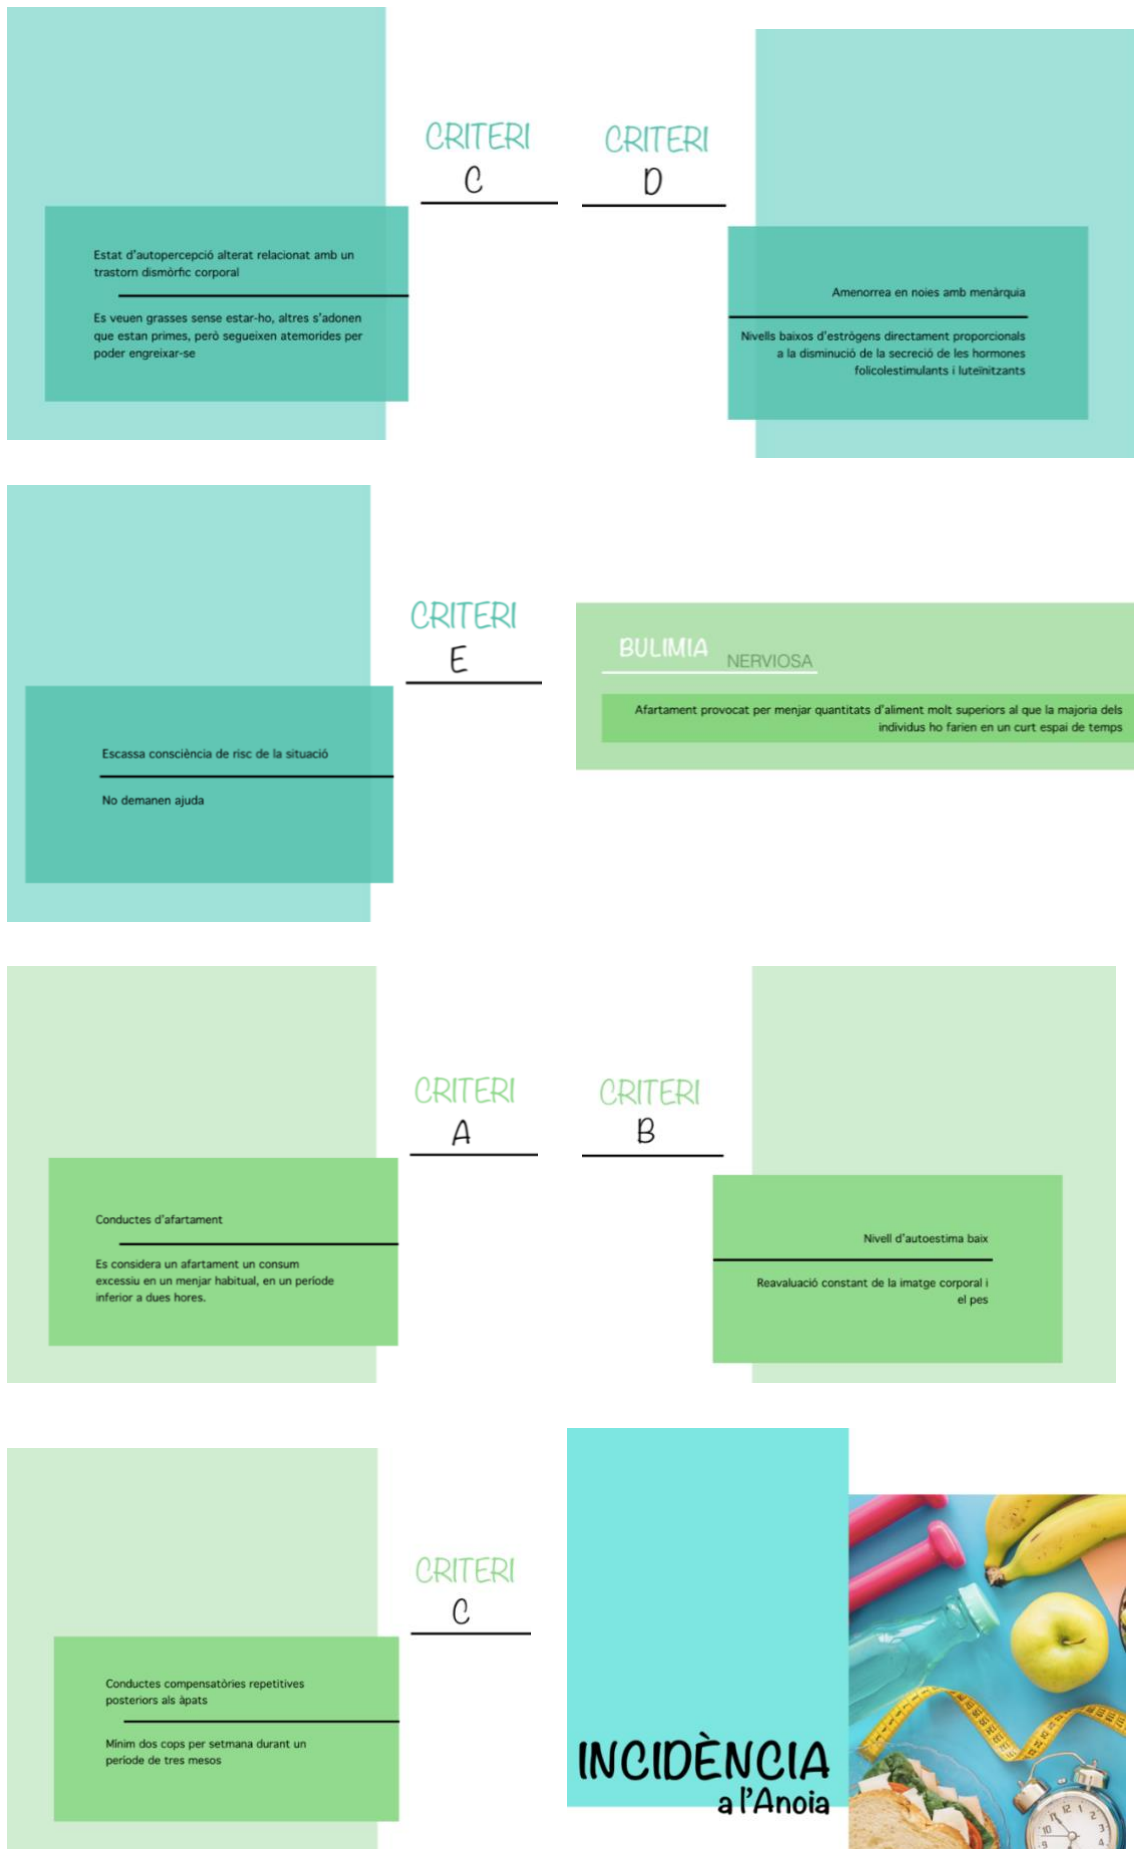 CRITERI
C
Estat d'autopercepció alterat relacionat amb un
trastorn dismòrfic corporal
Es veuen grasses sense estar-ho, altres s'adonen
que estan primes, però segueixen atemorides per
poder engreixar-se
CRITERI
D
Amenorrea en noies amb menàrquia
Nivells baixos d'estrògens directament proporcionals
a la disminució de la secreció de les hormones
folicolestimulants i luteïnitzants
CRITERI
E
Escassa consciència de risc de la situació
No demanen ajuda
BULIMIA
NERVIOSA
Afartament provocat per menjar quantitats d'aliment molt superiors al que la majoria dels
individus ho farien en un curt espai de temps
CRITERI
A
Conductes d'afartament
Es considera un afartament un consum
excessiu en un menjar habitual, en un període
inferior a dues hores.
CRITERI
B
Nivell d'autoestima baix
Reavaluació constant de la imatge corporal i
el pes
CRITERI
C
Conductes compensatòries repetitives
posteriors als àpats
Mínim dos cops per setmana durant un
període de tres mesos
INCIDÈNCIA
a l'Anoia